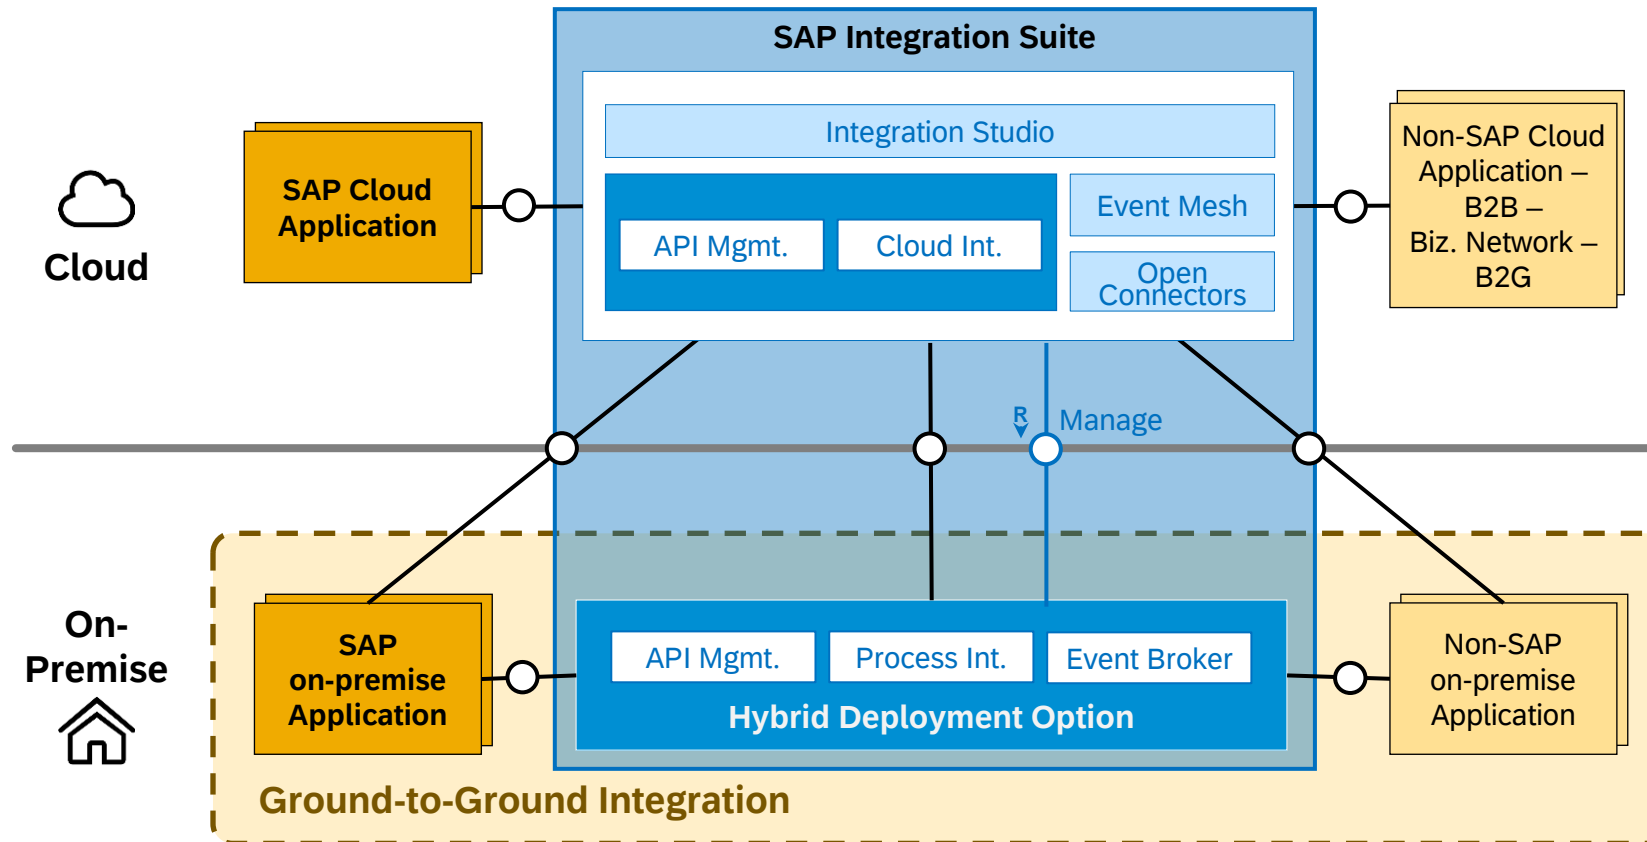 SAP Integration Suite
Integration Studio
SAP Cloud
Application
API Mgmt.
Cloud Int.
Event Mesh
Open
Connectors
Non-SAP Cloud
Application –
B2B –
Biz. Network –
B2G
Cloud
R
Manage
On-
Premise
SAP
on-premise
Application
API Mgmt.
Process Int.
Event Broker
Hybrid Deployment Option
Non-SAP
on-premise
Application
Ground-to-Ground Integration